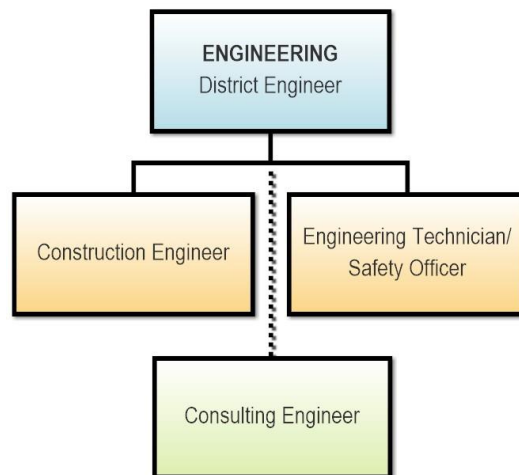 ENGINEERING
District Engineer
Construction Engineer
Engineering Technician/
Safety Officer
Consulting Engineer